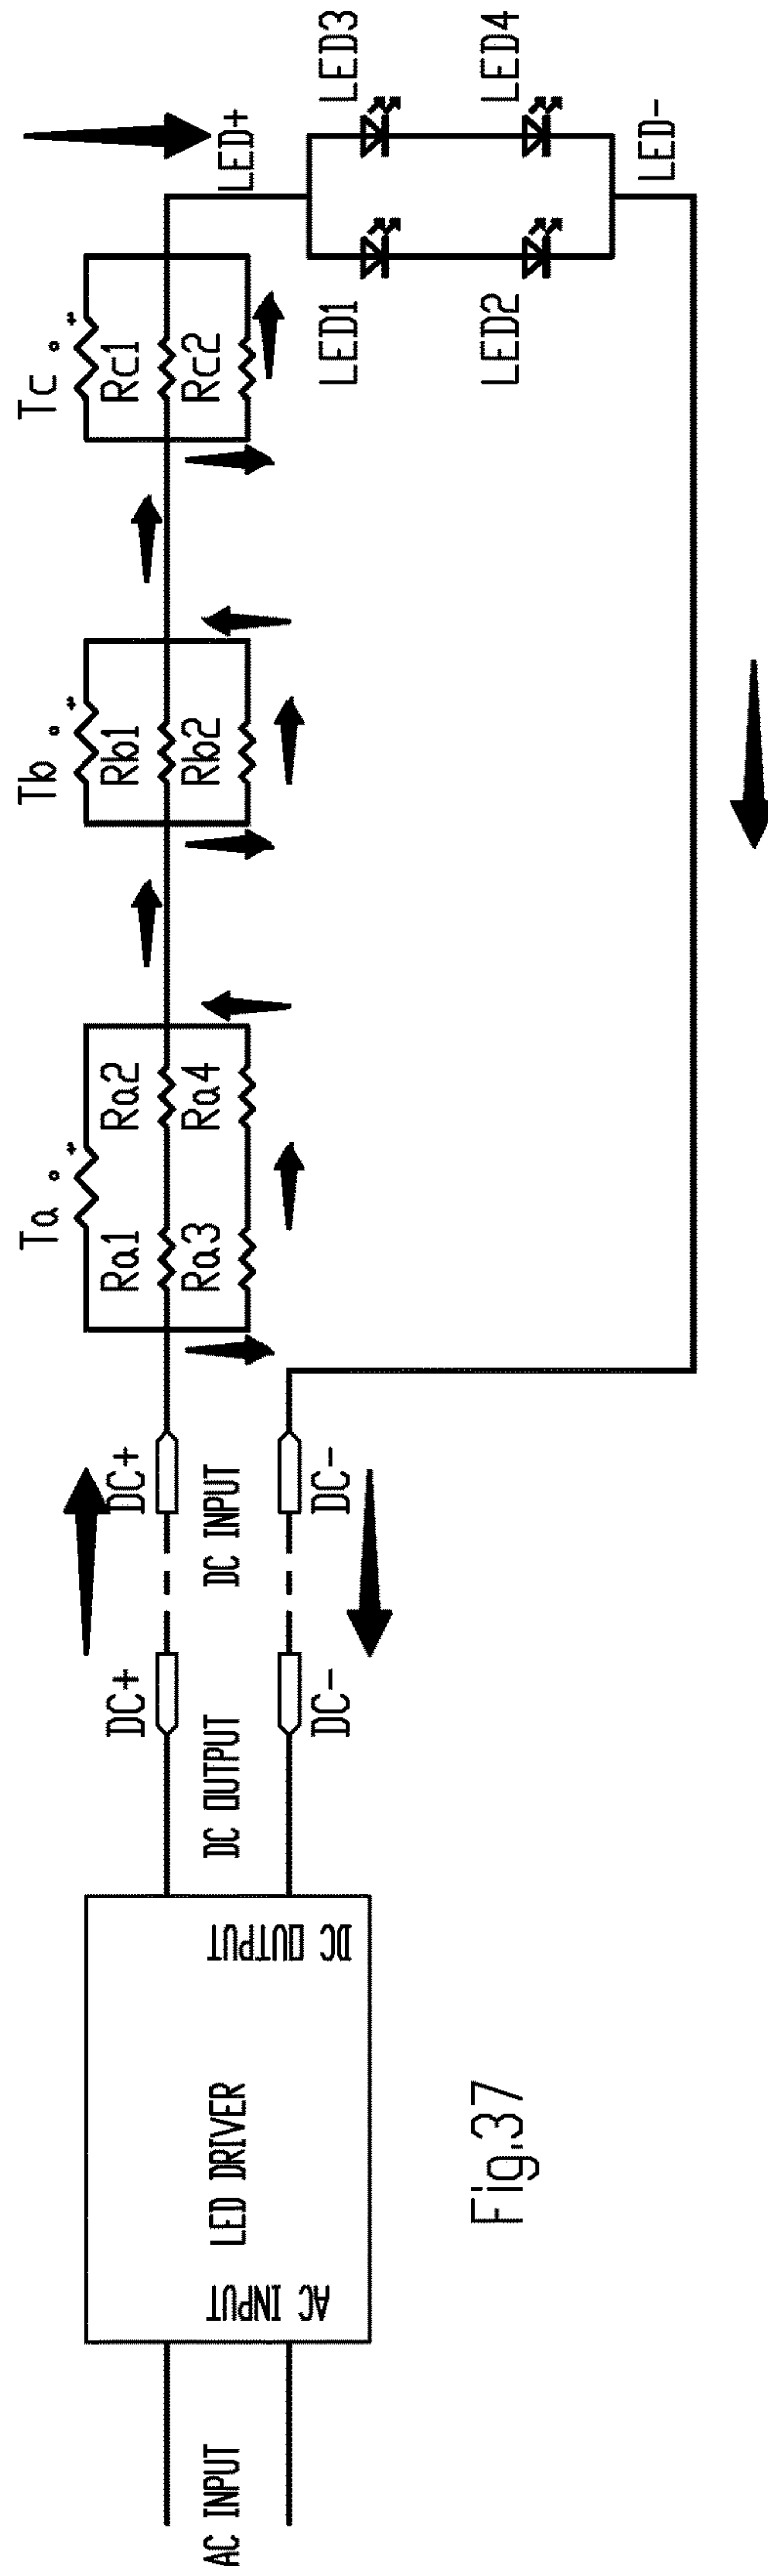 AC INPUT
AC INPUT
LED DRIVER
DC OUTPUT
DC OUTPUT
DC+
DC-
DC INPUT
DC+
DC-
Ta
Ra1
Ra2
Ra3
Ra4
Tb
Rb1
Rb2
Tc
Rc1
Rc2
LED+
LED1
LED3
LED2
LED4
LED-
Fig.37